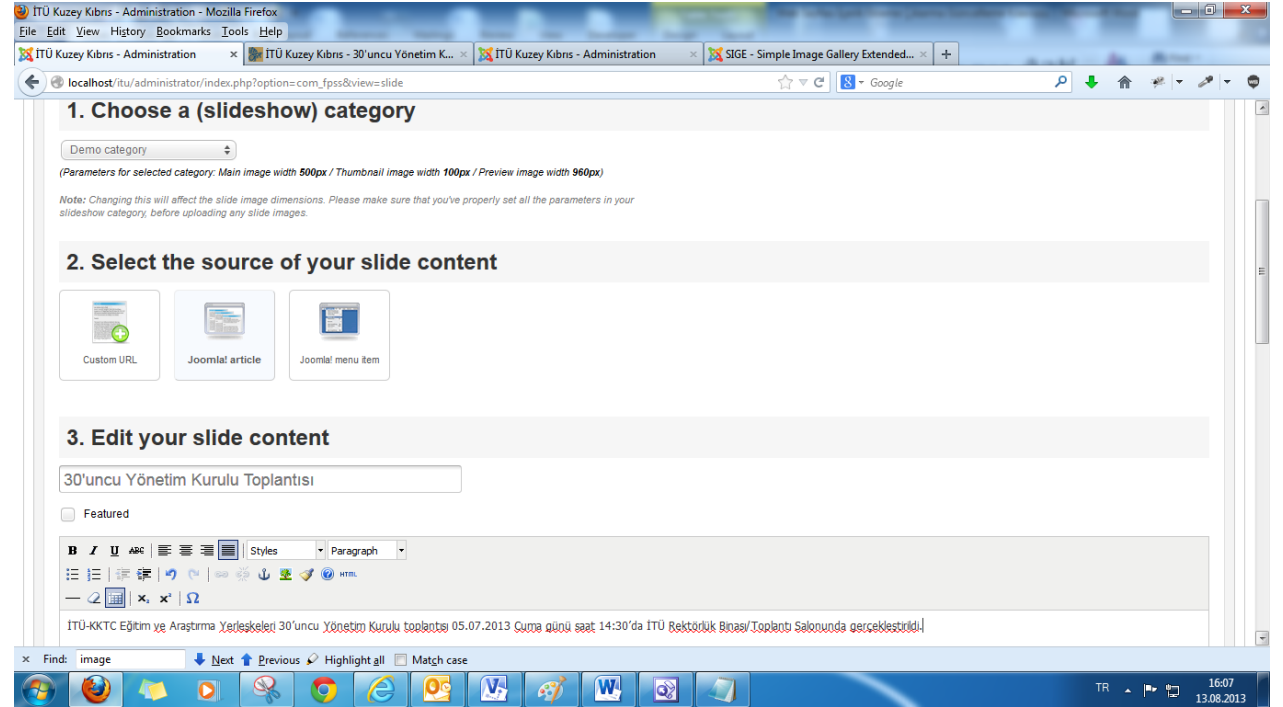 İTÜ Kuzey Kıbrıs - Administration - Mozilla Firefox
File Edit View History Bookmarks Tools Help
İTÜ Kuzey Kıbrıs - Administration × İTÜ Kuzey Kıbrıs - 30'uncu Yönetim K... × İTÜ Kuzey Kıbrıs - Administration × SIGE - Simple Image Gallery Extended... × +
localhost/itu/administrator/index.php?option=com_fpss&view=slide 8 - Google
1. Choose a (slideshow) category
Demo category
(Parameters for selected category: Main image width 500px / Thumbnail image width 100px / Preview image width 960px)
Note: Changing this will affect the slide image dimensions. Please make sure that you've properly set all the parameters in your
slideshow category, before uploading any slide images.
2. Select the source of your slide content
Custom URL Joomla! article Joomla! menu item
3. Edit your slide content
30'uncu Yönetim Kurulu Toplantısı
Featured
B I U ABC Styles Paragraph
HTML
x, x² Ω
İTÜ-KKTC Eğitim ve Araştırma Yerleşkeleri 30'uncu Yönetim Kurulu toplantısı 05.07.2013 Cuma günü saat 14:30'da İTÜ Rektörlük Binası/Toplantı Salonunda gerçekleştirildi.
× Find: image Next Previous Highlight all Match case
TR 16:07
13.08.2013